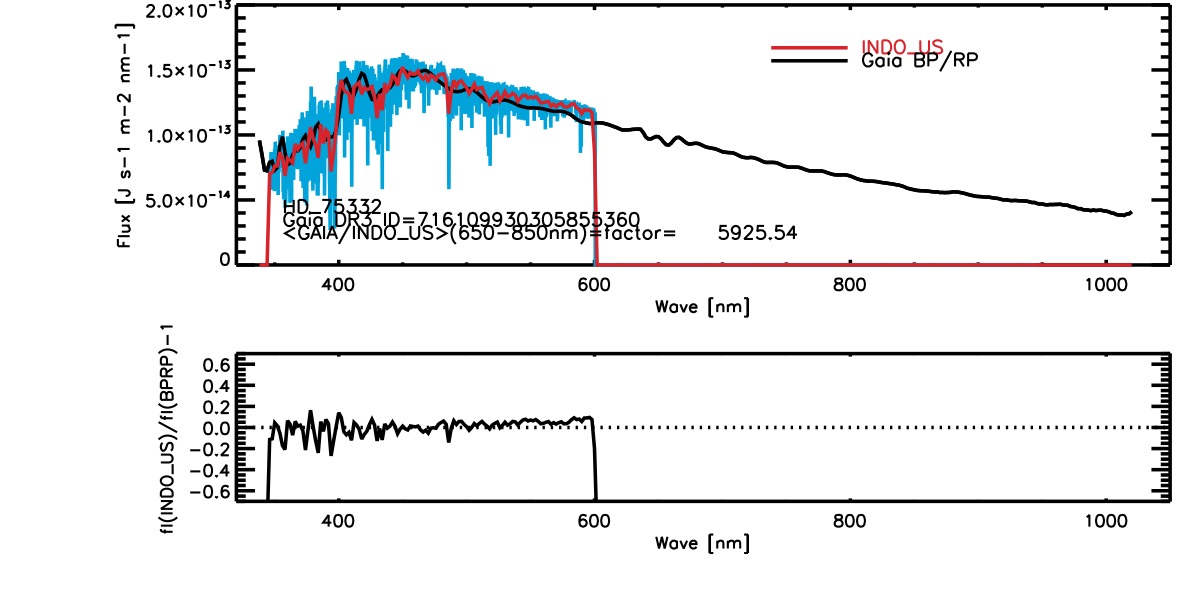 2.0×10⁻¹³
1.5×10⁻¹³
1.0×10⁻¹³
5.0×10⁻¹⁴
0
Flux [J s−1 m−2 nm−1]
INDO_US
Gaia BP/RP
HD_75332
Gaia DR3 ID=716109930305855360
<GAIA/INDO_US>(650−850nm)=factor= 5925.54
400 600 800 1000
Wave [nm]
0.6
0.4
0.2
0.0
−0.2
−0.4
−0.6
fl(INDO_US)/fl(BPRP)−1
400 600 800 1000
Wave [nm]